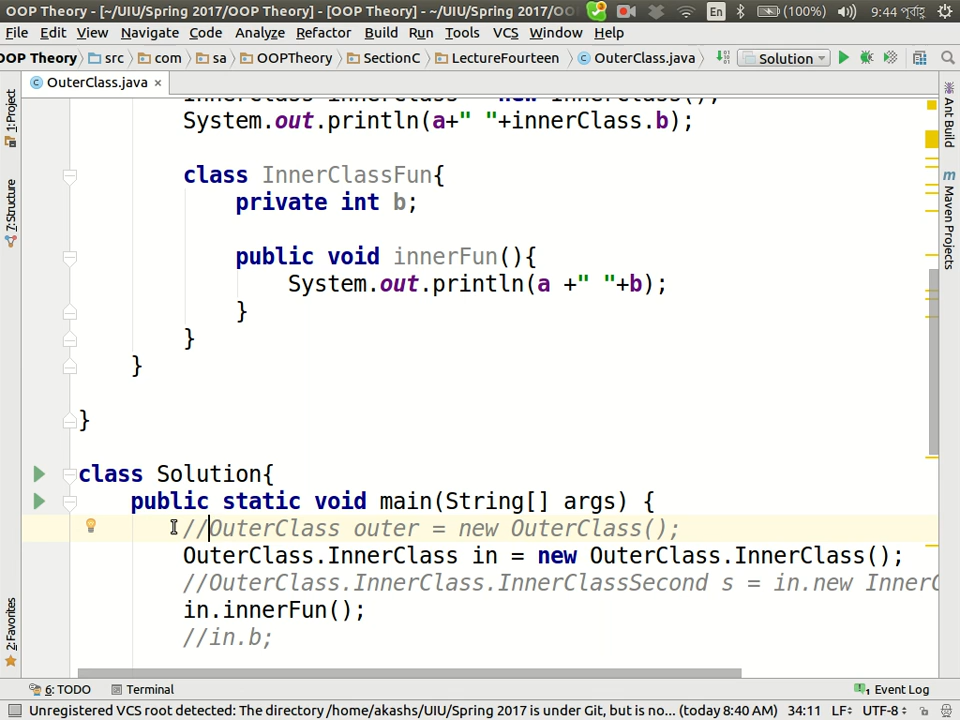 OOP Theory - [~/UIU/Spring 2017/OOP Theory] - [OOP Theory] - ~/UIU/Spring 2017/OO
En (100%) 9:44 পূর্বাহ্ণ
File Edit View Navigate Code Analyze Refactor Build Run Tools VCS Window Help
OOP Theory src com sa OOPTheory SectionC LectureFourteen OuterClass.java Solution
OuterClass.java
1: Project
7: Structure
2: Favorites
Ant Build
Maven Projects
InnerClass innerClass = new InnerClass();
System.out.println(a+" "+innerClass.b);
class InnerClassFun{
private int b;
public void innerFun(){
System.out.println(a +" "+b);
}
}
}
}
class Solution{
public static void main(String[] args) {
//OuterClass outer = new OuterClass();
OuterClass.InnerClass in = new OuterClass.InnerClass();
//OuterClass.InnerClass.InnerClassSecond s = in.new InnerC
in.innerFun();
//in.b;
6: TODO Terminal 1 Event Log
Unregistered VCS root detected: The directory /home/akashs/UIU/Spring 2017 is under Git, but is no... (today 8:40 AM) 34:11 LF UTF-8